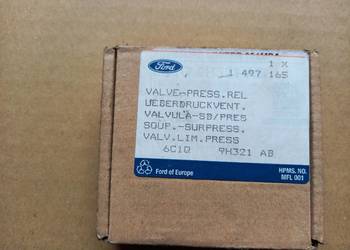 Ford
1 X
1 497 165
VALVE-PRESS.REL
UEBERDRUCKVENT.
VALVULA-SB/PRES
SOUP.-SURPRESS.
VALV.LIM.PRESS
6C1Q 9H321 AB
Ford of Europe
HPMS. NO.
MFL 001